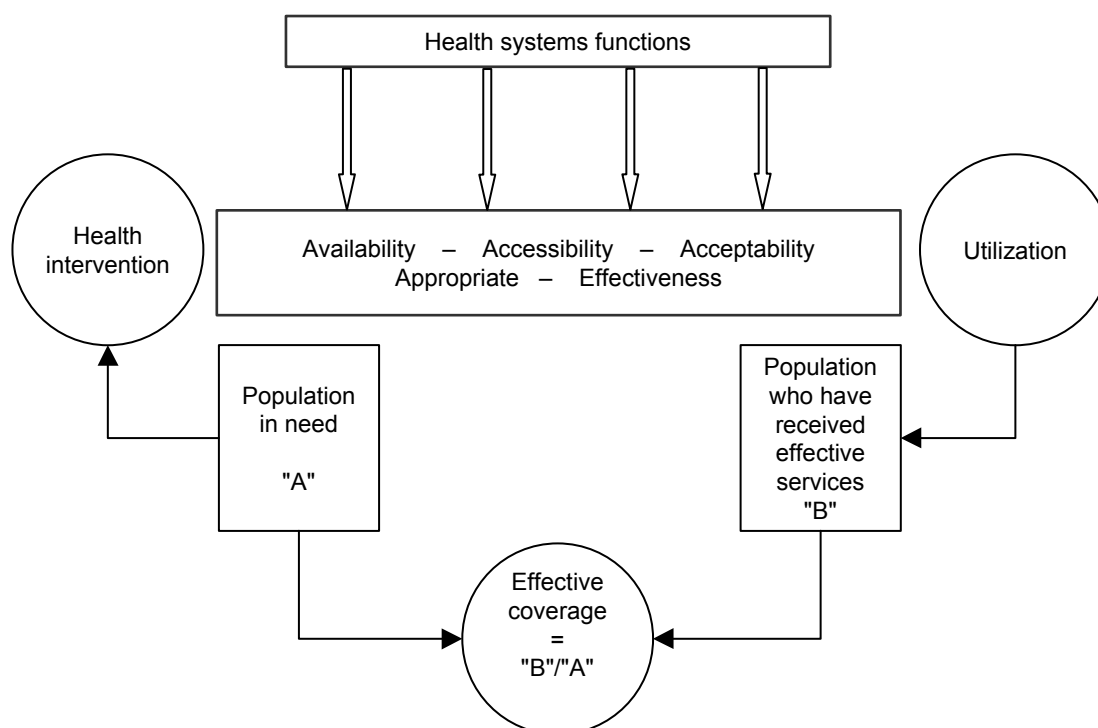 Health systems functions
Health
intervention
Availability – Accessibility – Acceptability
Appropriate – Effectiveness
Utilization
Population
in need
"A"
Population
who have
received
effective
services
"B"
Effective
coverage
=
"B"/"A"